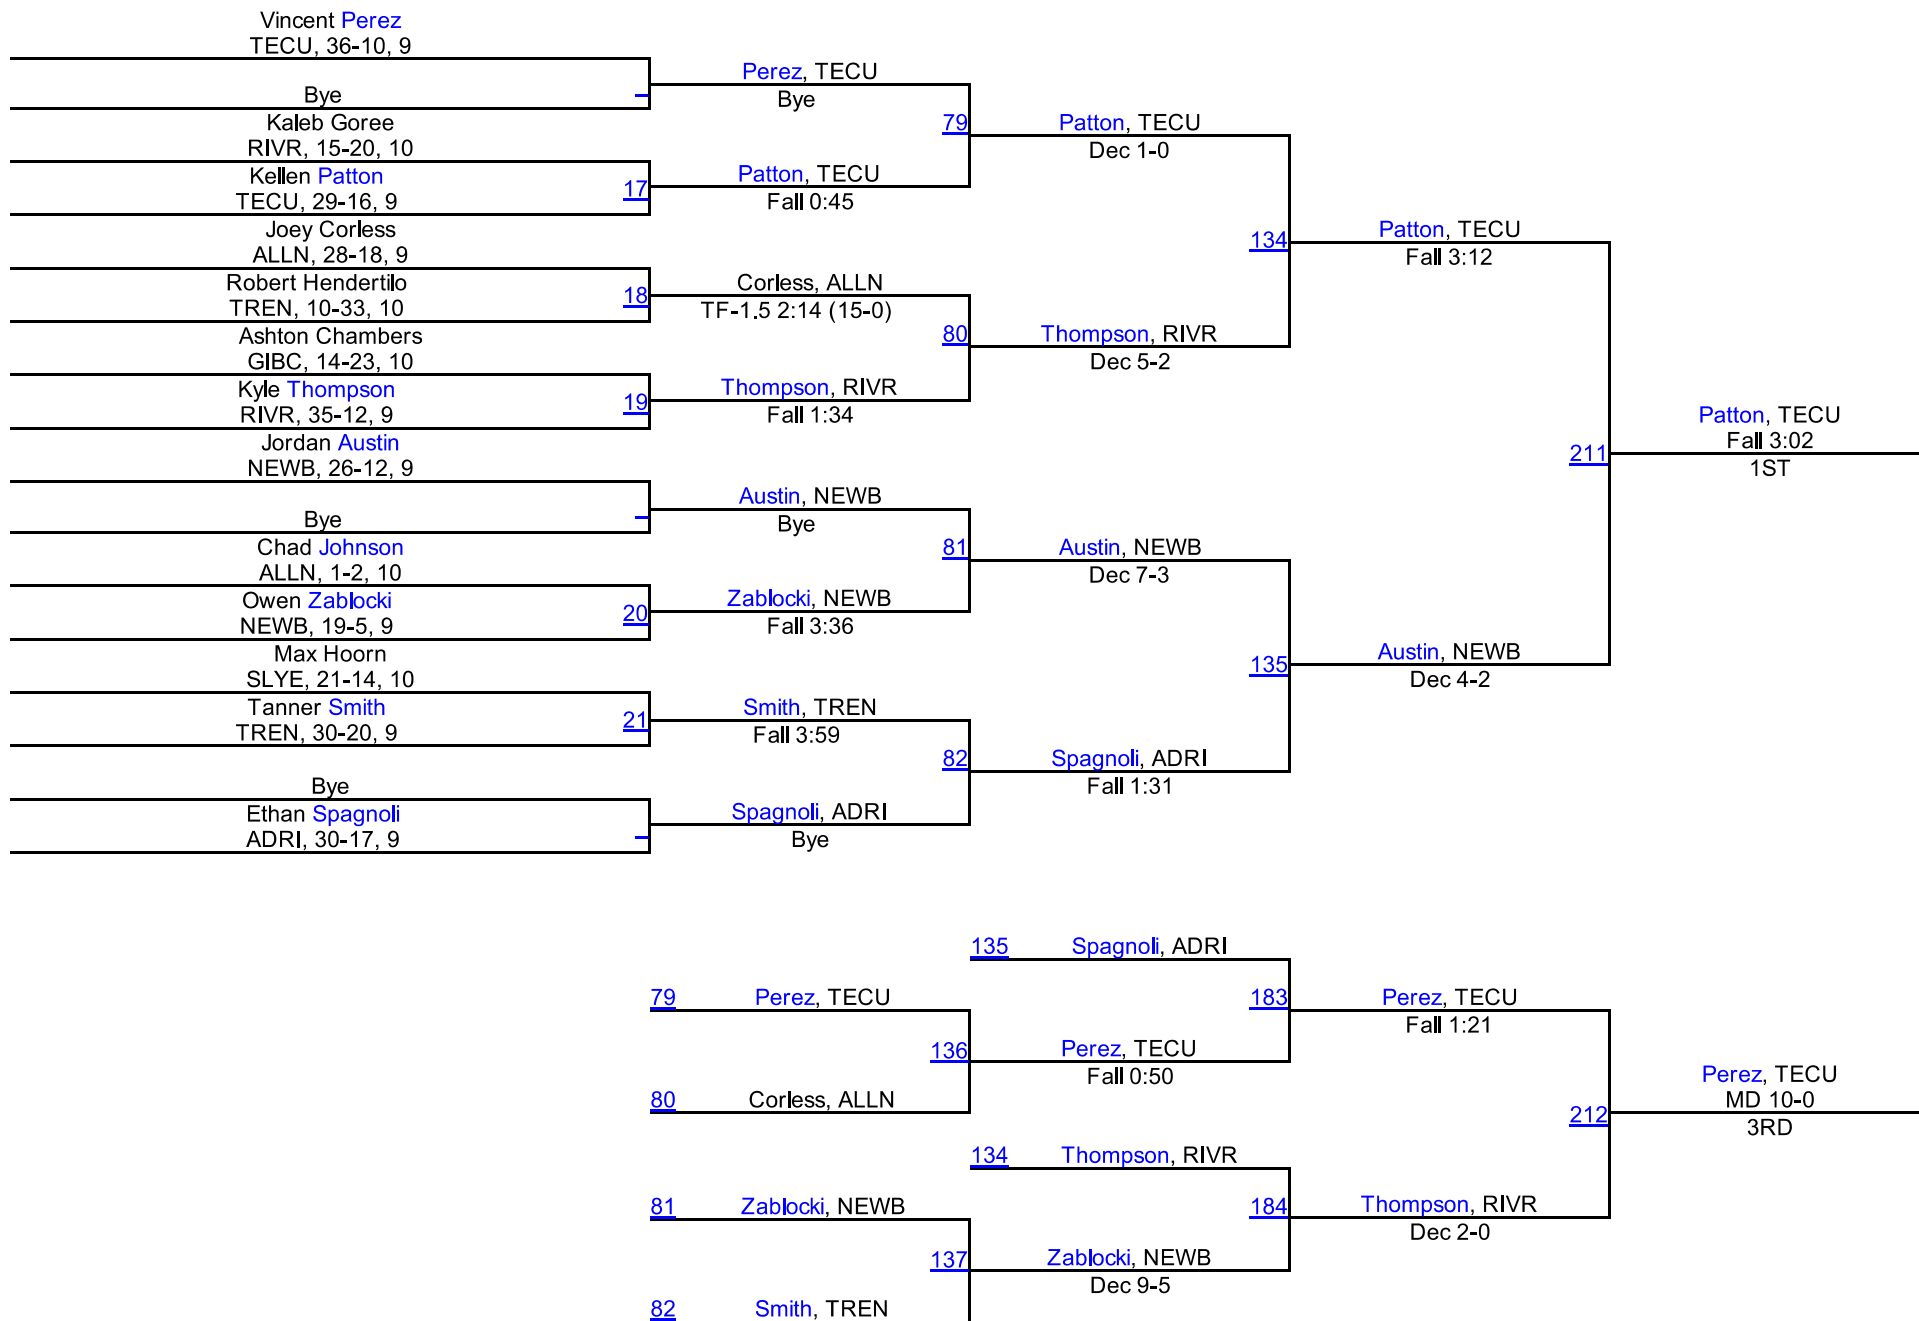 Vincent Perez
TECU, 36-10, 9
Bye
Kaleb Goree
RIVR, 15-20, 10
Kellen Patton
TECU, 29-16, 9
17
Joey Corless
ALLN, 28-18, 9
Robert Hendertilo
TREN, 10-33, 10
18
Ashton Chambers
GIBC, 14-23, 10
Kyle Thompson
RIVR, 35-12, 9
19
Jordan Austin
NEWB, 26-12, 9
Bye
Chad Johnson
ALLN, 1-2, 10
Owen Zablocki
NEWB, 19-5, 9
20
Max Hoorn
SLYE, 21-14, 10
Tanner Smith
TREN, 30-20, 9
21
Bye
Ethan Spagnoli
ADRI, 30-17, 9
Perez, TECU
Bye
79
Patton, TECU
Fall 0:45
Corless, ALLN
TF-1.5 2:14 (15-0)
80
Thompson, RIVR
Fall 1:34
Austin, NEWB
Bye
81
Zablocki, NEWB
Fall 3:36
Smith, TREN
Fall 3:59
82
Spagnoli, ADRI
Bye
Patton, TECU
Dec 1-0
134
Thompson, RIVR
Dec 5-2
Austin, NEWB
Dec 7-3
135
Spagnoli, ADRI
Fall 1:31
Patton, TECU
Fall 3:12
211
Austin, NEWB
Dec 4-2
Patton, TECU
Fall 3:02
1ST
79 Perez, TECU
136
80 Corless, ALLN
81 Zablocki, NEWB
137
82 Smith, TREN
135 Spagnoli, ADRI
183
Perez, TECU
Fall 0:50
134 Thompson, RIVR
184
Zablocki, NEWB
Dec 9-5
Perez, TECU
Fall 1:21
212
Thompson, RIVR
Dec 2-0
Perez, TECU
MD 10-0
3RD